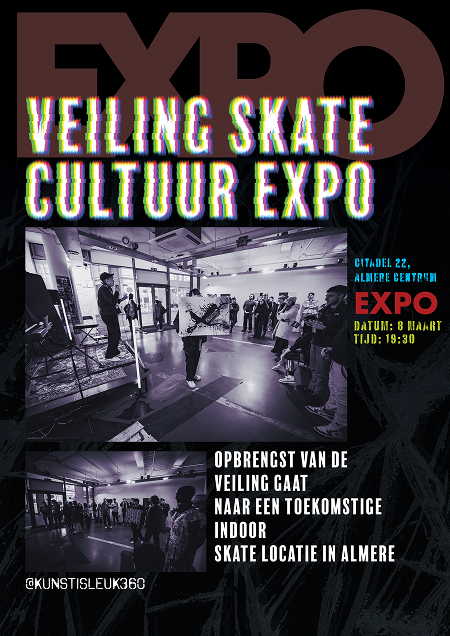 EXPO
VEILING SKATE
CULTUUR EXPO
CITADEL 22,
ALMERE CENTRUM
EXPO
DATUM: 8 MAART
TIJD: 19:30
OPBRENGST VAN DE
VEILING GAAT
NAAR EEN TOEKOMSTIGE
INDOOR
SKATE LOCATIE IN ALMERE
@KUNSTISLEUK360